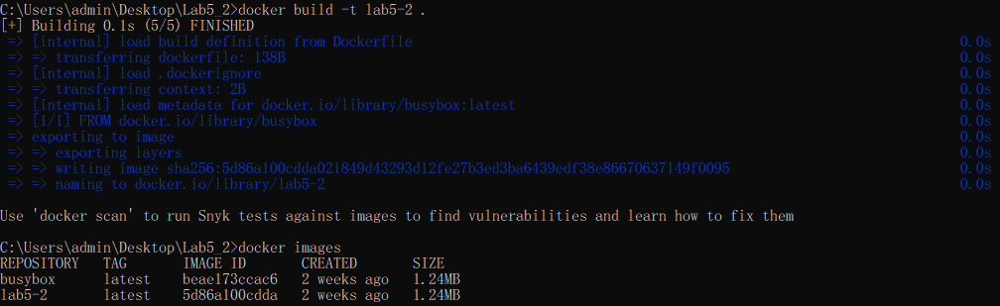 C:\Users\admin\Desktop\Lab5_2>docker build -t lab5-2 .
[+] Building 0.1s (5/5) FINISHED
=> [internal] load build definition from Dockerfile 0.0s
=> => transferring dockerfile: 138B 0.0s
=> [internal] load .dockerignore 0.0s
=> => transferring context: 2B 0.0s
=> [internal] load metadata for docker.io/library/busybox:latest 0.0s
=> [1/1] FROM docker.io/library/busybox 0.0s
=> exporting to image 0.0s
=> => exporting layers 0.0s
=> => writing image sha256:5d86a100cdda021849d43293d12fe27b3ed3ba6439edf38e86670637149f0095 0.0s
=> => naming to docker.io/library/lab5-2 0.0s
Use 'docker scan' to run Snyk tests against images to find vulnerabilities and learn how to fix them
C:\Users\admin\Desktop\Lab5_2>docker images
REPOSITORY TAG IMAGE ID CREATED SIZE
busybox latest beae173ccac6 2 weeks ago 1.24MB
lab5-2 latest 5d86a100cdda 2 weeks ago 1.24MB